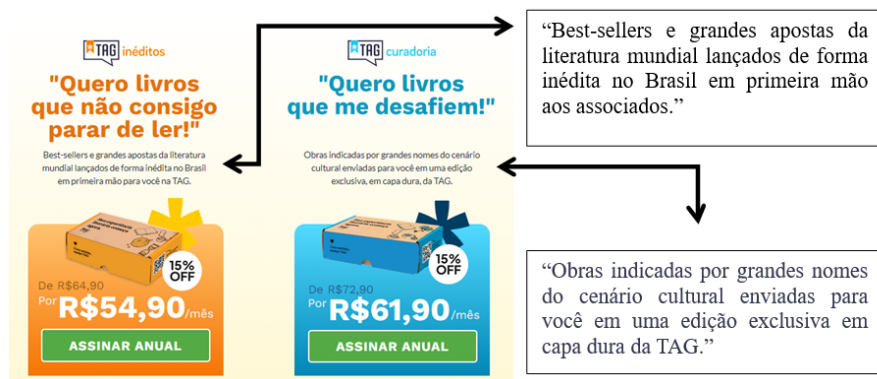 TAG inéditos
"Quero livros
que não consigo
parar de ler!"
Best-sellers e grandes apostas da literatura
mundial lançados de forma inédita no Brasil
em primeira mão para você na TAG.
15%
OFF
De R$64,90
Por R$54,90/mês
ASSINAR ANUAL
TAG curadoria
"Quero livros
que me desafiem!"
Obras indicadas por grandes nomes do cenário
cultural enviadas para você em uma edição
exclusiva, em capa dura, da TAG.
15%
OFF
De R$72,90
Por R$61,90/mês
ASSINAR ANUAL
“Best-sellers e grandes apostas da
literatura mundial lançados de forma
inédita no Brasil em primeira mão
aos associados.”
“Obras indicadas por grandes nomes
do cenário cultural enviadas para
você em uma edição exclusiva em
capa dura da TAG.”